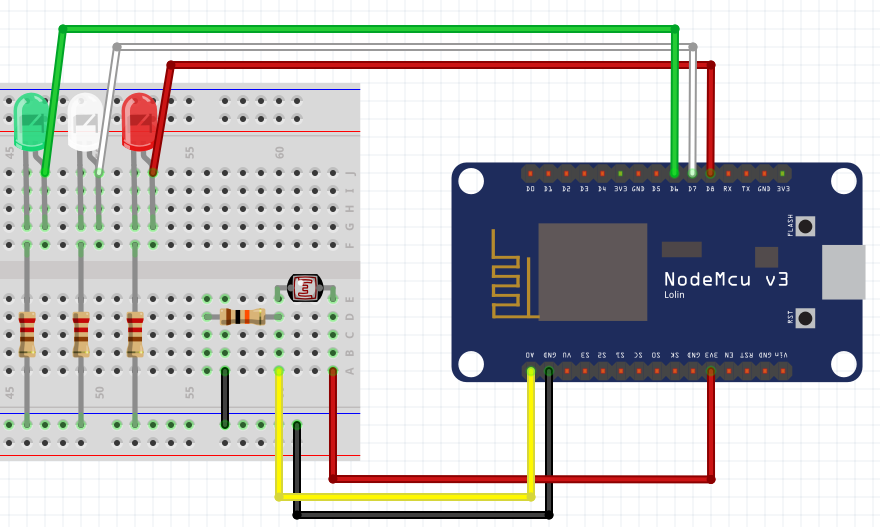 45 50 55 60
J
I
H
G
F
E
D
C
B
A
45 50 55
D0 D1 D2 D3 D4 3V3 GND D5 D6 D7 D8 RX TX GND 3V3
FLASH
NodeMcu v3
Lolin
RST
A0 GND VU S3 S2 S1 SC S0 SK GND 3V3 EN RST GND Vin